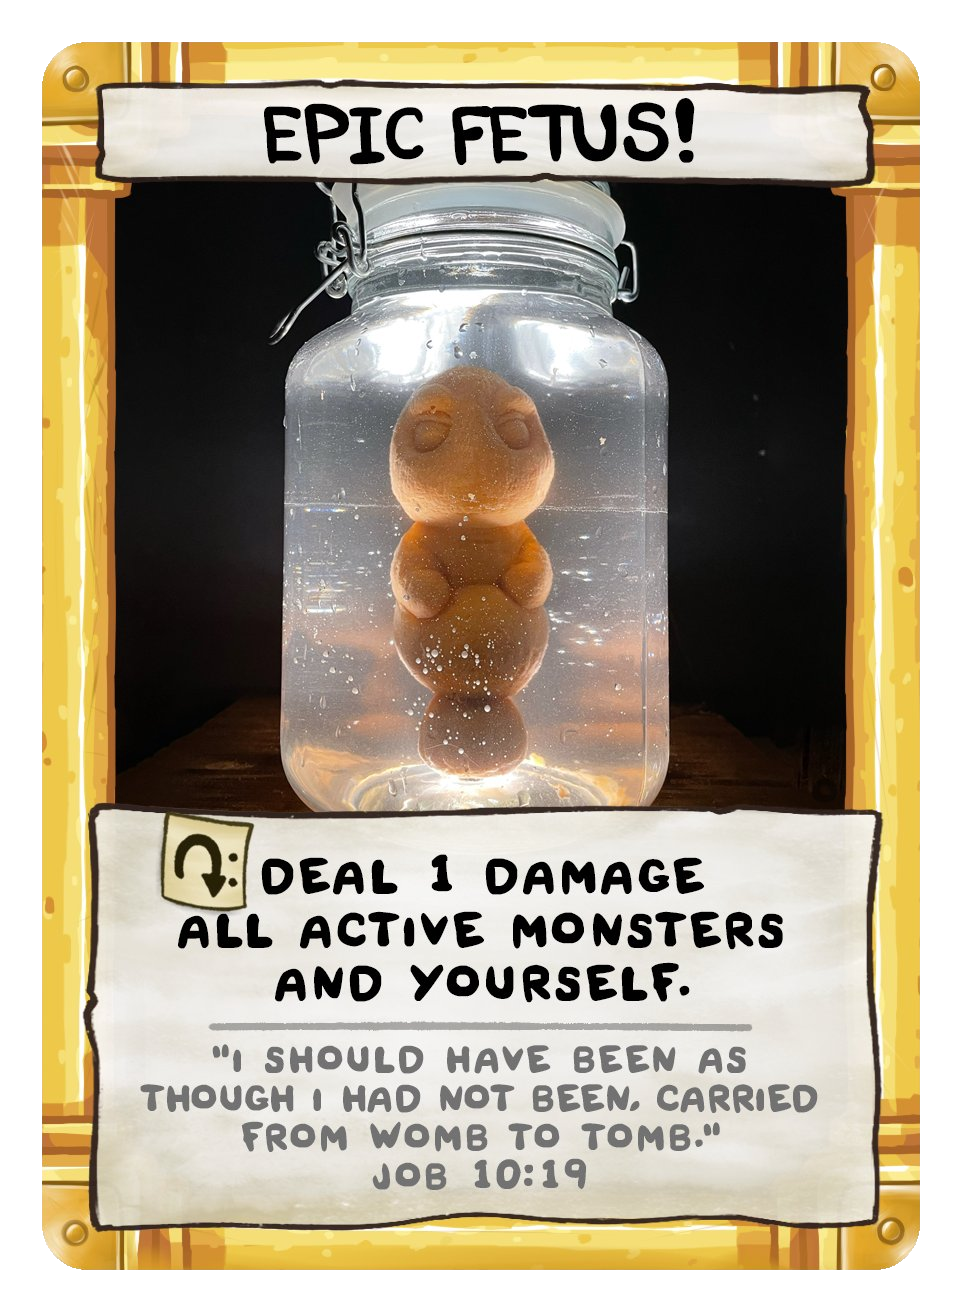 EPIC FETUS!
DEAL 1 DAMAGE
ALL ACTIVE MONSTERS
AND YOURSELF.
"I SHOULD HAVE BEEN AS
THOUGH I HAD NOT BEEN, CARRIED
FROM WOMB TO TOMB."
JOB 10:19